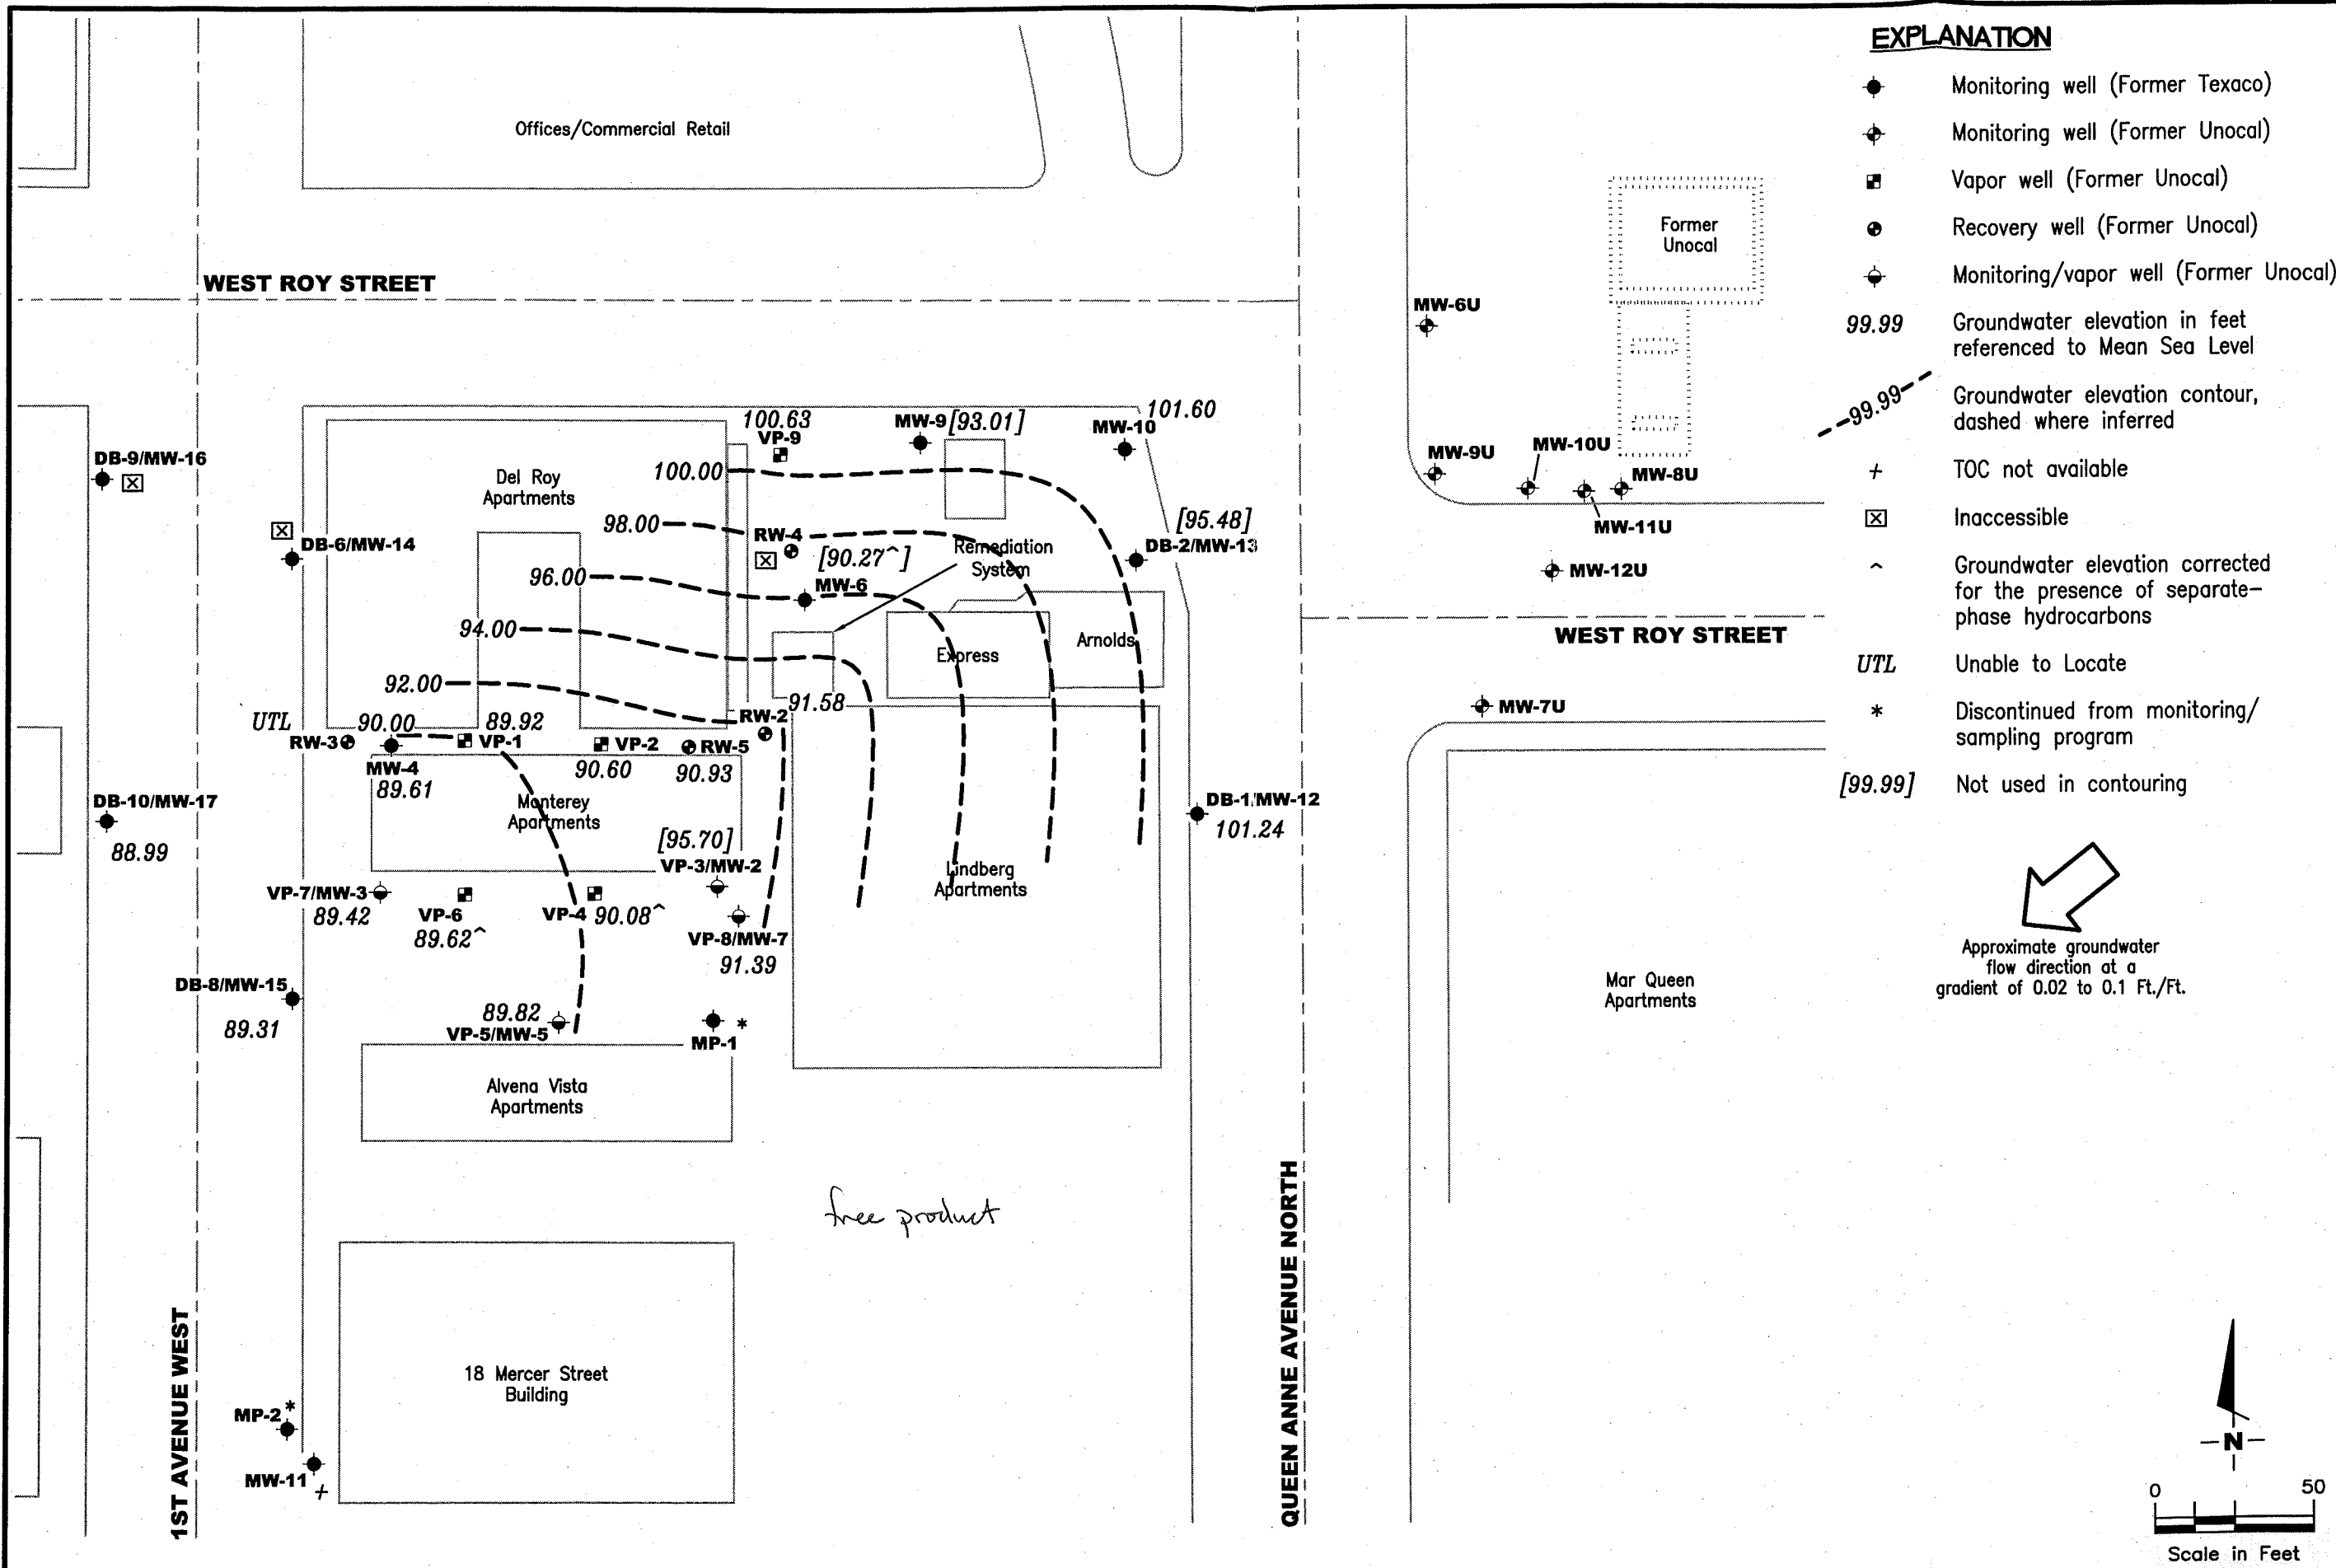 EXPLANATION
Monitoring well (Former Texaco)
Monitoring well (Former Unocal)
Vapor well (Former Unocal)
Recovery well (Former Unocal)
Monitoring/vapor well (Former Unocal)
99.99 Groundwater elevation in feet
referenced to Mean Sea Level
99.99 Groundwater elevation contour,
dashed where inferred
+ TOC not available
Inaccessible
^ Groundwater elevation corrected
for the presence of separate-
phase hydrocarbons
UTL Unable to Locate
* Discontinued from monitoring/
sampling program
[99.99] Not used in contouring
Approximate groundwater
flow direction at a
gradient of 0.02 to 0.1 Ft./Ft.
N
0 50
Scale in Feet
Offices/Commercial Retail
WEST ROY STREET
Former
Unocal
MW-6U
MW-9U
MW-10U
MW-8U
MW-11U
MW-12U
WEST ROY STREET
MW-7U
Mar Queen
Apartments
100.63
VP-9
MW-9 [93.01]
101.60
MW-10
DB-9/MW-16
Del Roy
Apartments
100.00
98.00
RW-4
[90.27^]
[95.48]
DB-2/MW-13
DB-6/MW-14
Remediation
System
96.00
MW-6
94.00
Express
Arnolds
92.00
91.58
RW-2
UTL
90.00
89.92
RW-3
VP-1
VP-2
RW-5
MW-4
89.61
90.60
90.93
Monterey
Apartments
DB-10/MW-17
88.99
DB-1/MW-12
101.24
[95.70]
VP-3/MW-2
Lindberg
Apartments
VP-7/MW-3
89.42
VP-6
89.62^
VP-4 90.08^
VP-8/MW-7
91.39
DB-8/MW-15
89.31
89.82
VP-5/MW-5
MP-1 *
Alvena Vista
Apartments
free product
18 Mercer Street
Building
MP-2 *
MW-11 +
1ST AVENUE WEST
QUEEN ANNE AVENUE NORTH